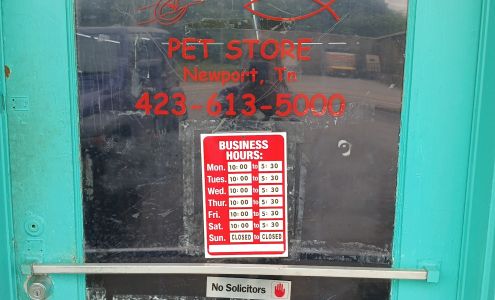 PET STORE
Newport, Tn
423-613-5000
BUSINESS
HOURS:
Mon. 10:00 to 5:30
Tues. 10:00 to 5:30
Wed. 10:00 to 5:30
Thur. 10:00 to 5:30
Fri. 10:00 to 5:30
Sat. 10:00 to 5:30
Sun. CLOSED to CLOSED
No Solicitors